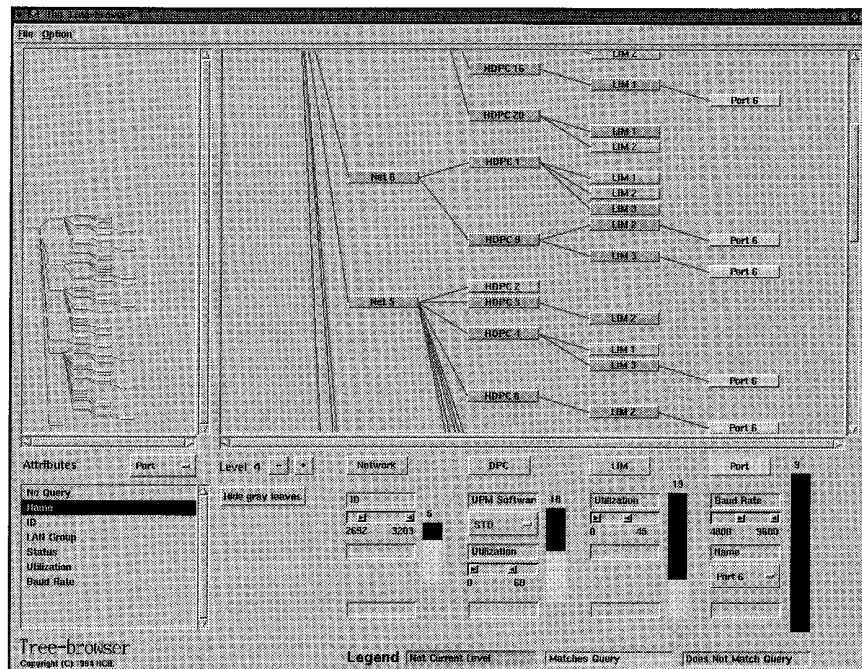 File Option
LIM 2
HDPC 16
LIM 1
Port 6
HDPC 20
LIM 1
LIM 2
Net 6
HDPC 1
LIM 1
LIM 2
LIM 3
HDPC 9
LIM 2
Port 6
LIM 3
Port 6
Net 5
HDPC 2
HDPC 3
LIM 2
HDPC 4
LIM 1
LIM 3
Port 6
HDPC 8
LIM 2
Port 6
Attributes Port Level 4 - + Network DPC LIM Port
No Query
Name
ID
LAN Group
Status
Utilization
Baud Rate
Hide gray leaves
ID
2692 3203
UPM Software
STD
Utilization
0 60
18
Utilization
0 45
19
Baud Rate
4800 9600
Name
Port 6
9
Tree-browser
Copyright (C) 1994 HCIL
Legend Not Current Level Matches Query Does Not Match Query